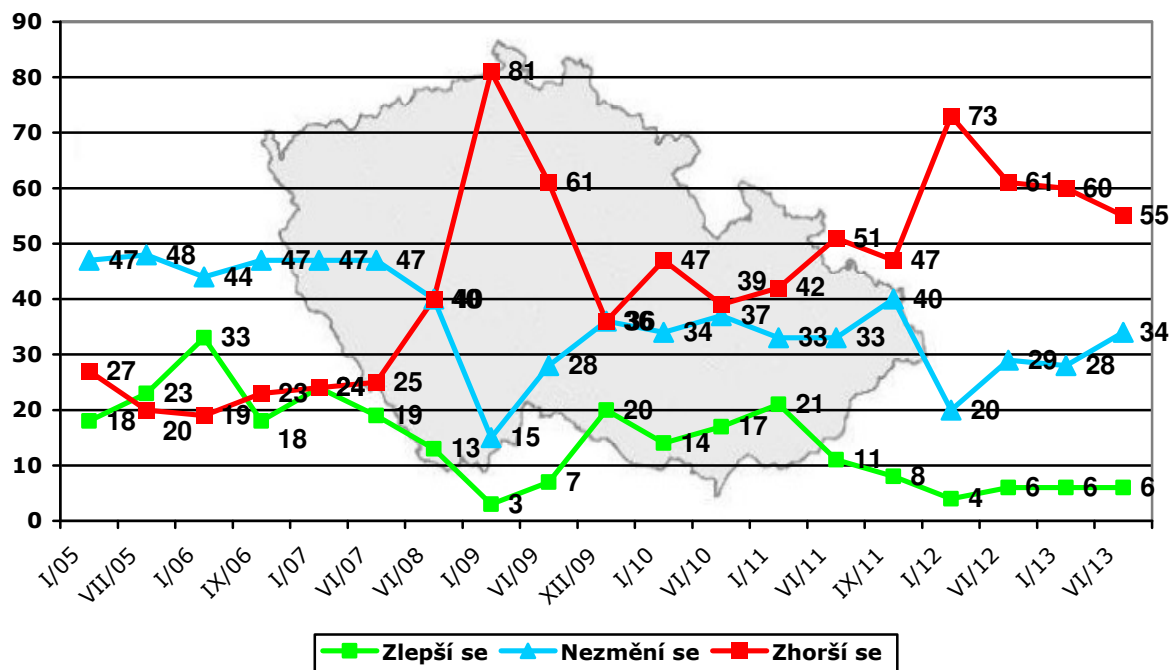 90
80
70
60
50
40
30
20
10
0
47 48 44 47 47 47 40 15 28 36 34 37 33 33 40 20 29 28 34
27 20 19 23 24 25 40 81 61 36 47 39 42 51 47 73 61 60 55
18 23 33 18 24 19 13 3 7 20 14 17 21 11 8 4 6 6 6
I/05 VII/05 I/06 IX/06 I/07 VI/07 VI/08 I/09 VI/09 XII/09 I/10 VI/10 I/11 VI/11 IX/11 I/12 VI/12 I/13 VI/13
Zlepší se Nezmění se Zhorší se